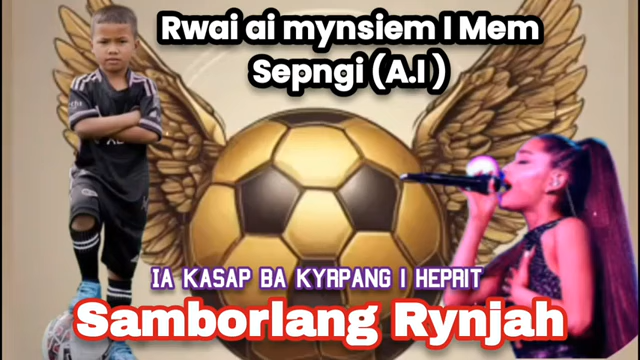 Rwai ai mynsiem I Mem
Sepngi (A.I)
IA KASAP BA KYRPANG I HEPRIT
Samborlang Rynjah